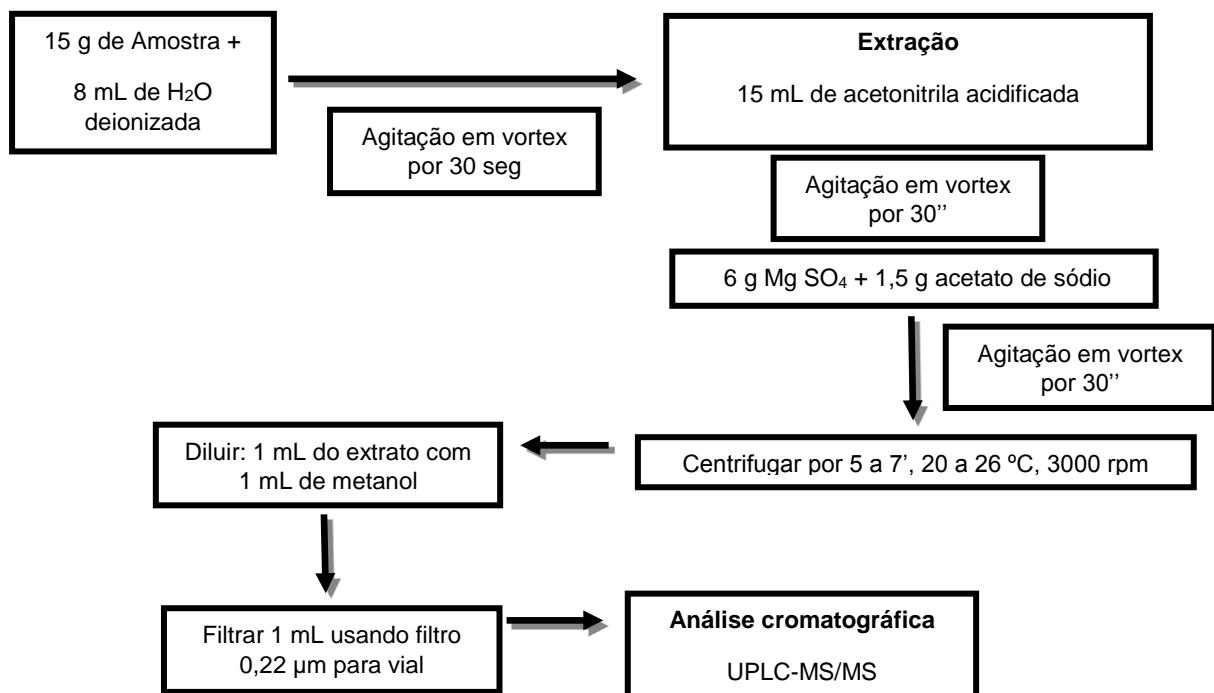 15 g de Amostra +
8 mL de H₂O
deionizada
Agitação em vortex
por 30 seg
Extração
15 mL de acetonitrila acidificada
Agitação em vortex
por 30’’
6 g Mg SO₄ + 1,5 g acetato de sódio
Agitação em vortex
por 30’’
Centrifugar por 5 a 7’, 20 a 26 ºC, 3000 rpm
Diluir: 1 mL do extrato com
1 mL de metanol
Filtrar 1 mL usando filtro
0,22 µm para vial
Análise cromatográfica
UPLC-MS/MS